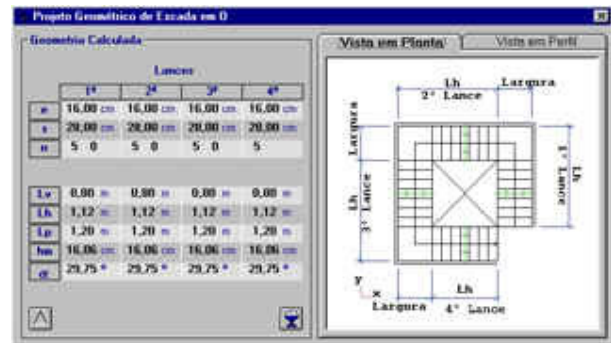 Projeto Geométrico de Escada em O
Geometria Calculada
Lances
1º 2º 3º 4º
e 16,00 cm 16,00 cm 16,00 cm 16,00 cm
s 28,00 cm 28,00 cm 28,00 cm 28,00 cm
n 5 0 5 0 5 0 5
Lv 0,80 m 0,80 m 0,80 m 0,80 m
Lh 1,12 m 1,12 m 1,12 m 1,12 m
Lp 1,20 m 1,20 m 1,20 m 1,20 m
hm 16,06 cm 16,06 cm 16,06 cm 16,06 cm
29,75 º 29,75 º 29,75 º 29,75 º
Vista em Planta
Vista em Perfil
Lh Largura
2° Lance
Largura
Lh
3° Lance
Lh
1° Lance
y
x
Lh
Largura 4° Lance